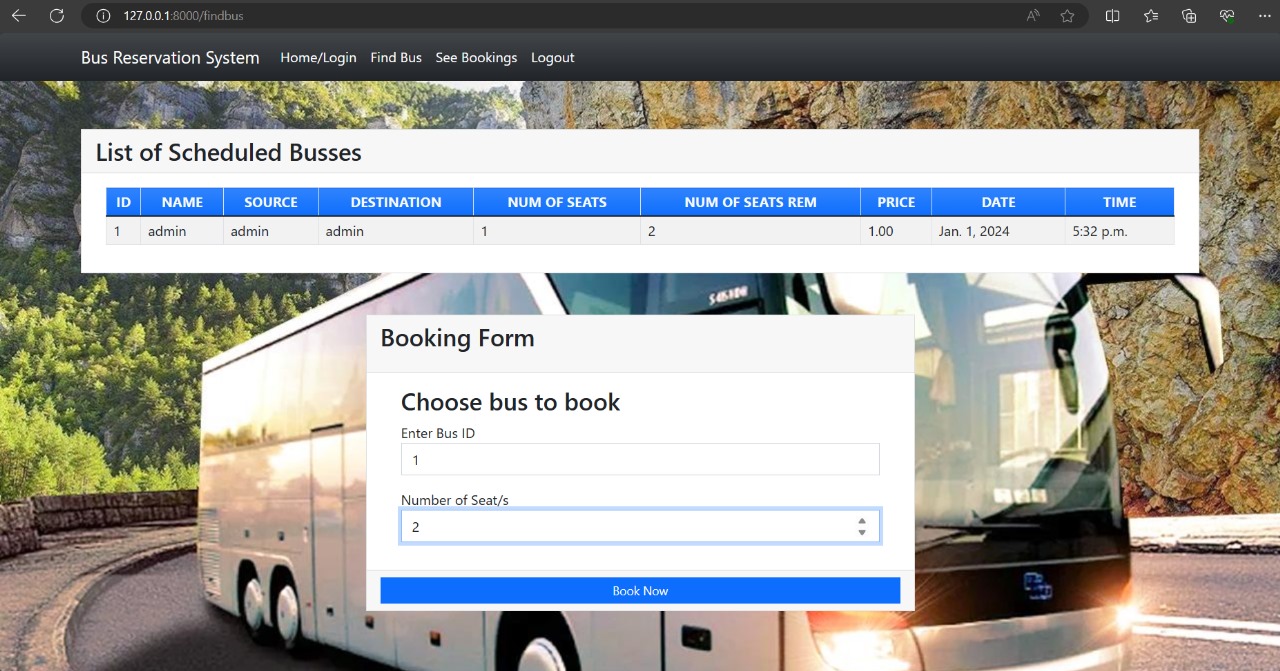 127.0.0.1:8000/findbus
Bus Reservation System Home/Login Find Bus See Bookings Logout
List of Scheduled Busses
ID NAME SOURCE DESTINATION NUM OF SEATS NUM OF SEATS REM PRICE DATE TIME
1 admin admin admin 1 2 1.00 Jan. 1, 2024 5:32 p.m.
Booking Form
Choose bus to book
Enter Bus ID
1
Number of Seat/s
2
Book Now